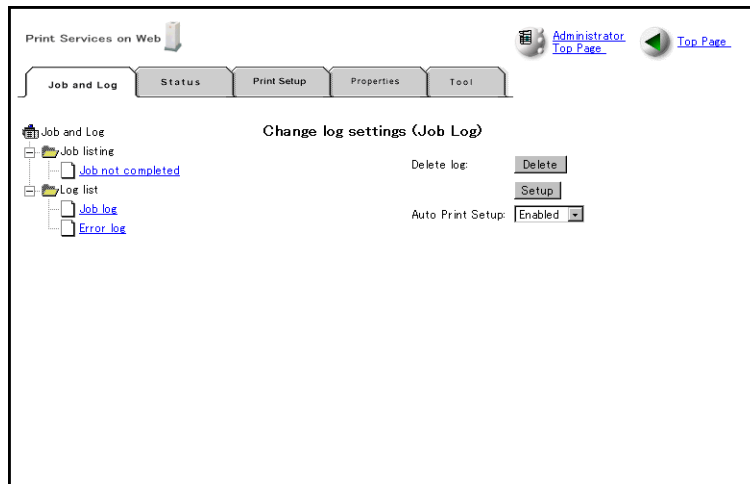 Print Services on Web
Administrator
Top Page
Top Page
Job and Log
Status
Print Setup
Properties
Tool
Job and Log
Job listing
Job not completed
Log list
Job log
Error log
Change log settings (Job Log)
Delete log:
Delete
Setup
Auto Print Setup:
Enabled